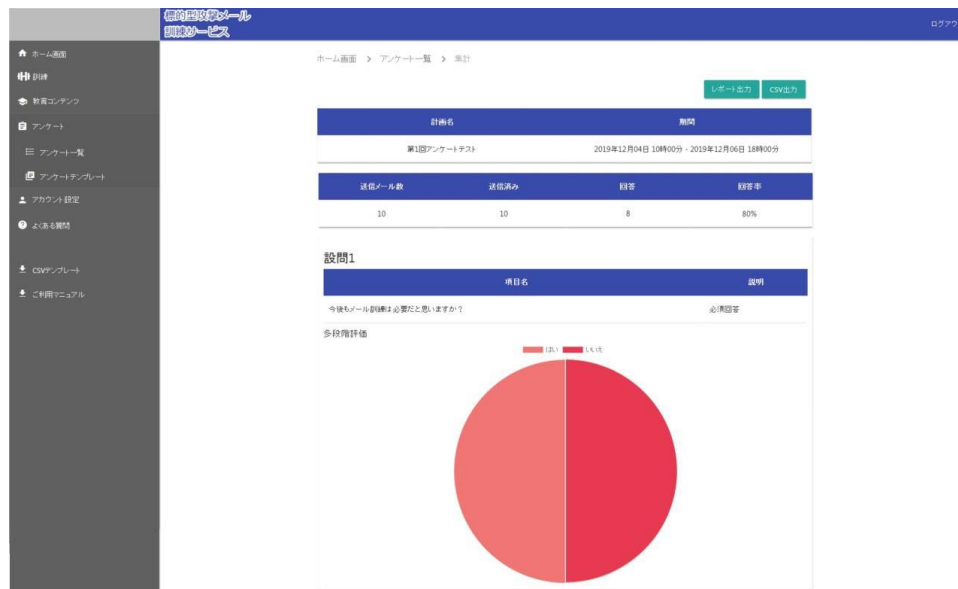 標的型攻撃メール
訓練サービス
ログアウ
ホーム画面
訓練
教育コンテンツ
アンケート
アンケート一覧
アンケートテンプレート
アカウント設定
よくある質問
CSVテンプレート
ご利用マニュアル
ホーム画面 > アンケート一覧 > 集計
レポート出力 CSV出力
計画名 期間
第1回アンケートテスト 2019年12月04日 10時00分 - 2019年12月06日 18時00分
送信メール数 送信済み 回答 回答率
10 10 8 80%
設問1
項目名 説明
今後もメール訓練は必要だと思いますか? 必須回答
多段階評価
はい いいえ